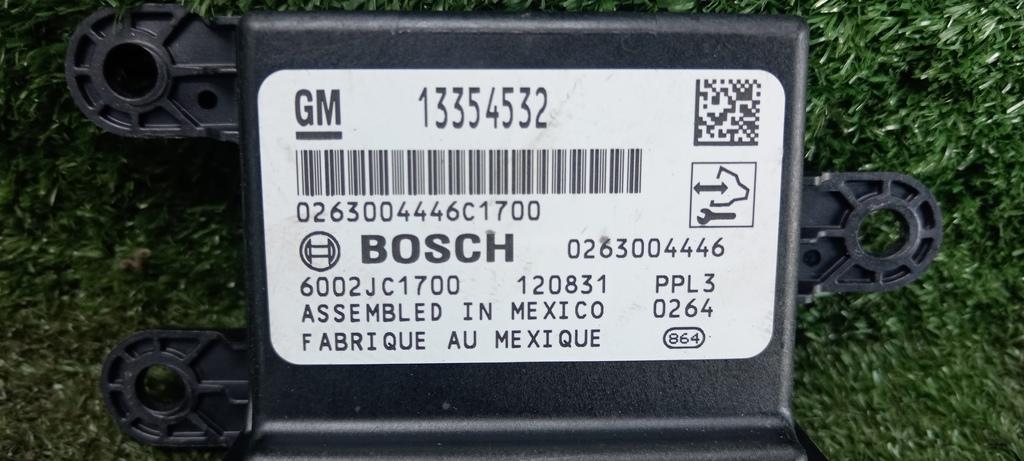 GM 13354532
0263004446C1700
BOSCH 0263004446
6002JC1700 120831 PPL3
ASSEMBLED IN MEXICO 0264
FABRIQUE AU MEXIQUE 864